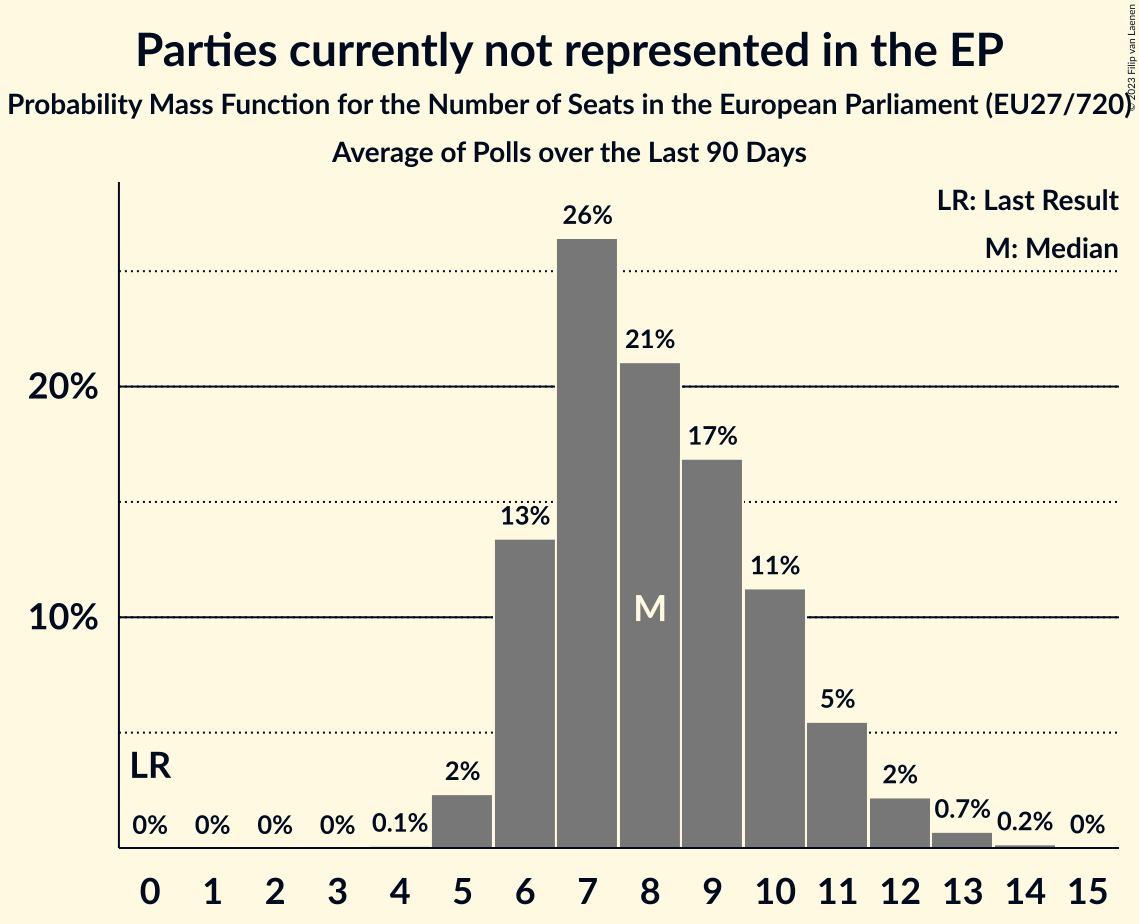 Parties currently not represented in the EP
Probability Mass Function for the Number of Seats in the European Parliament (EU27/720)
Average of Polls over the Last 90 Days
© 2023 Filip van Laenen
LR: Last Result
M: Median
26%
21%
20%
17%
13%
11%
M
10%
5%
LR
2%
2%
0% 0% 0% 0% 0.1% 0.7% 0.2% 0%
0 1 2 3 4 5 6 7 8 9 10 11 12 13 14 15